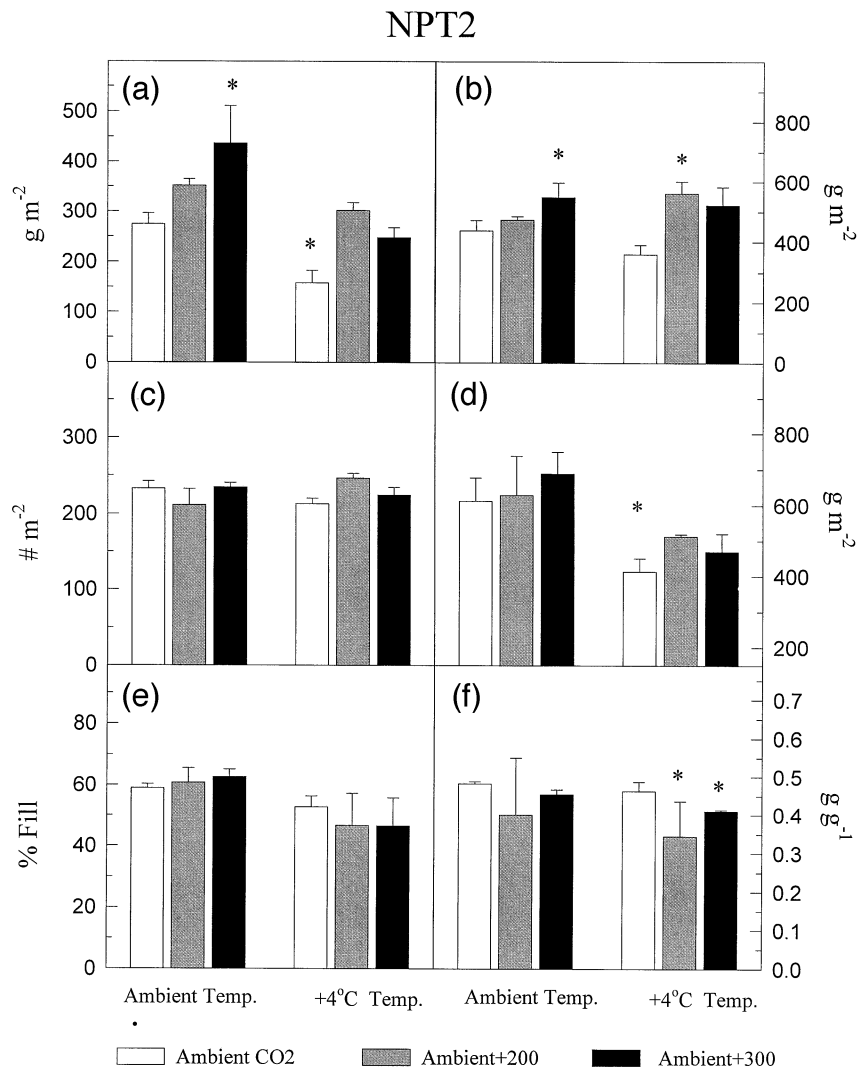 NPT2
(a)
(b)
500
400
300
200
100
0
g m-2
800
600
400
200
0
g m-2
(c)
(d)
300
200
100
0
# m-2
800
600
400
200
g m-2
(e)
(f)
80
60
40
20
0
% Fill
0.7
0.6
0.5
0.4
0.3
0.2
0.1
0.0
g g-1
* * * * * * *
Ambient Temp. +4°C Temp. Ambient Temp. +4°C Temp.
Ambient CO2 Ambient+200 Ambient+300